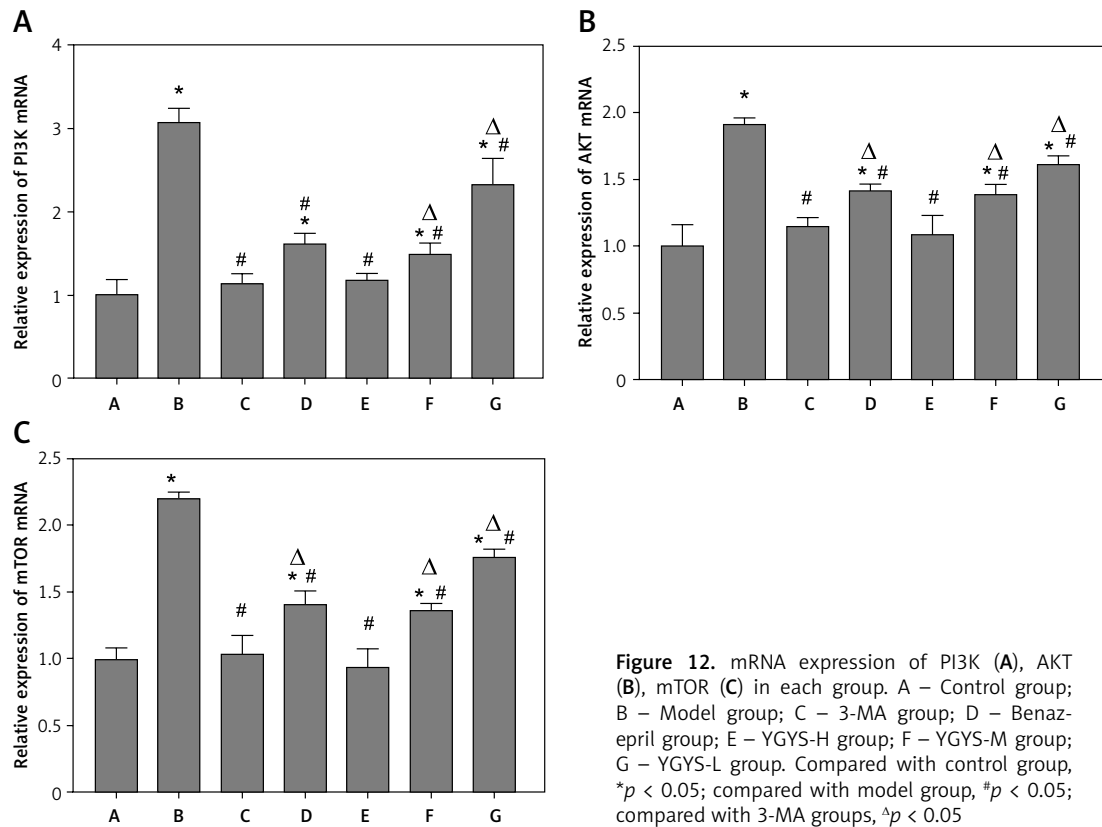 A
Relative expression of PI3K mRNA
4
3
2
1
0
*
#
#
*
#
Δ
* #
Δ
* #
A B C D E F G
B
Relative expression of AKT mRNA
2.5
2.0
1.5
1.0
0.5
0
*
#
Δ
* #
#
Δ
* #
Δ
* #
A B C D E F G
C
Relative expression of mTOR mRNA
2.5
2.0
1.5
1.0
0.5
0
*
#
Δ
* #
#
Δ
* #
Δ
* #
A B C D E F G
Figure 12. mRNA expression of PI3K (A), AKT
(B), mTOR (C) in each group. A – Control group;
B – Model group; C – 3-MA group; D – Benaz-
epril group; E – YGYS-H group; F – YGYS-M group;
G – YGYS-L group. Compared with control group,
*p < 0.05; compared with model group, #p < 0.05;
compared with 3-MA groups, Δp < 0.05